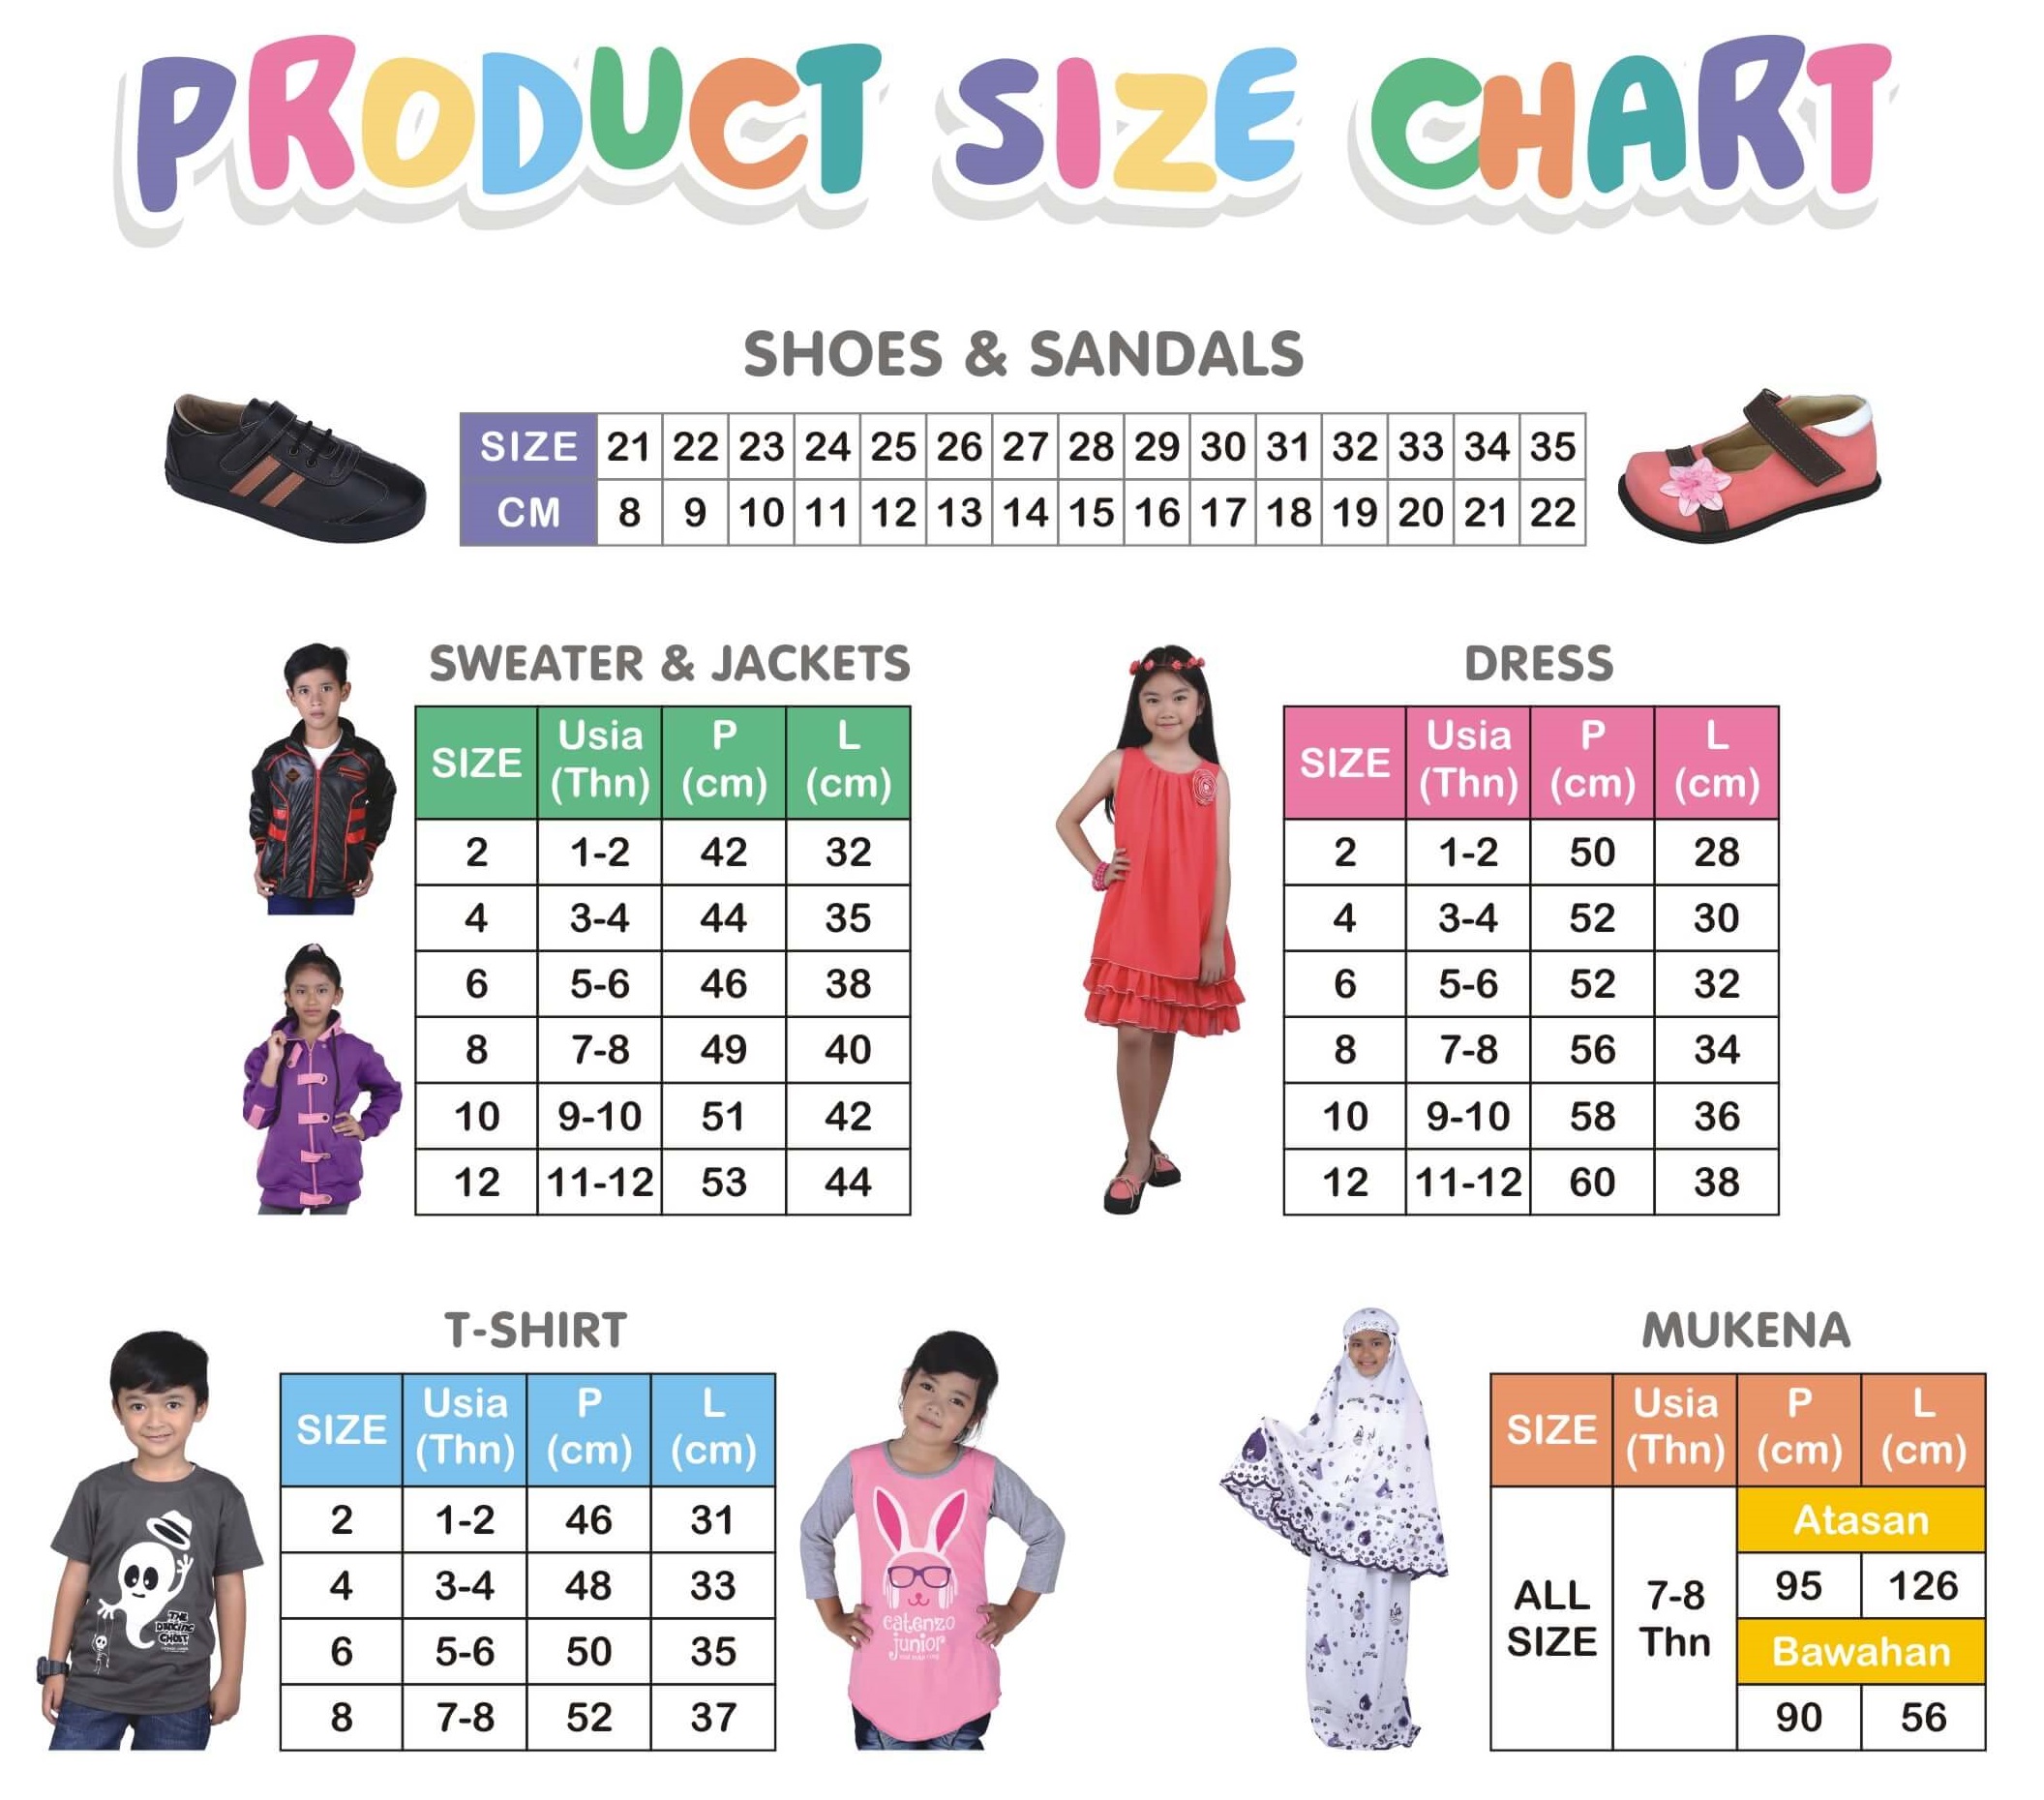 PRODUCT SIZE CHART
SHOES & SANDALS
SIZE 21 22 23 24 25 26 27 28 29 30 31 32 33 34 35
CM 8 9 10 11 12 13 14 15 16 17 18 19 20 21 22
SWEATER & JACKETS
SIZE Usia (Thn) P (cm) L (cm)
2 1-2 42 32
4 3-4 44 35
6 5-6 46 38
8 7-8 49 40
10 9-10 51 42
12 11-12 53 44
DRESS
SIZE Usia (Thn) P (cm) L (cm)
2 1-2 50 28
4 3-4 52 30
6 5-6 52 32
8 7-8 56 34
10 9-10 58 36
12 11-12 60 38
T-SHIRT
SIZE Usia (Thn) P (cm) L (cm)
2 1-2 46 31
4 3-4 48 33
6 5-6 50 35
8 7-8 52 37
THE
DANCING
GHOST
catenzo
junior
MUKENA
SIZE Usia (Thn) P (cm) L (cm)
ALL SIZE 7-8 Thn
Atasan
95 126
Bawahan
90 56